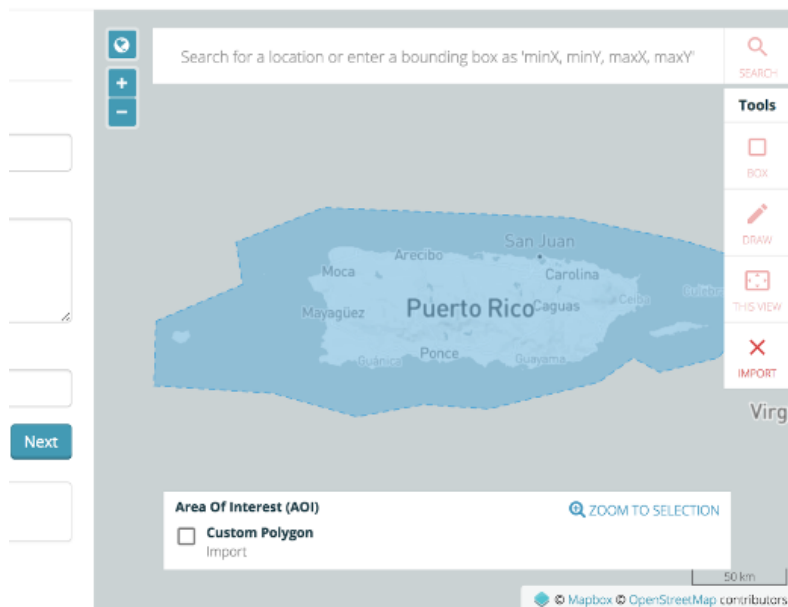 Search for a location or enter a bounding box as 'minX, minY, maxX, maxY'
SEARCH
Tools
BOX
DRAW
THIS VIEW
IMPORT
San Juan
Arecibo
Moca
Carolina
Culebra
Ceiba
Puerto Rico
Caguas
Mayagüez
Ponce
Guánica
Guayama
Virg
Next
Area Of Interest (AOI)
ZOOM TO SELECTION
Custom Polygon
Import
50 km
© Mapbox © OpenStreetMap contributors